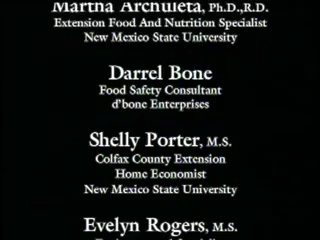 Martha Archuleta, Ph.D.,R.D.
Extension Food And Nutrition Specialist
New Mexico State University
Darrel Bone
Food Safety Consultant
d'bone Enterprises
Shelly Porter, M.S.
Colfax County Extension
Home Economist
New Mexico State University
Evelyn Rogers, M.S.